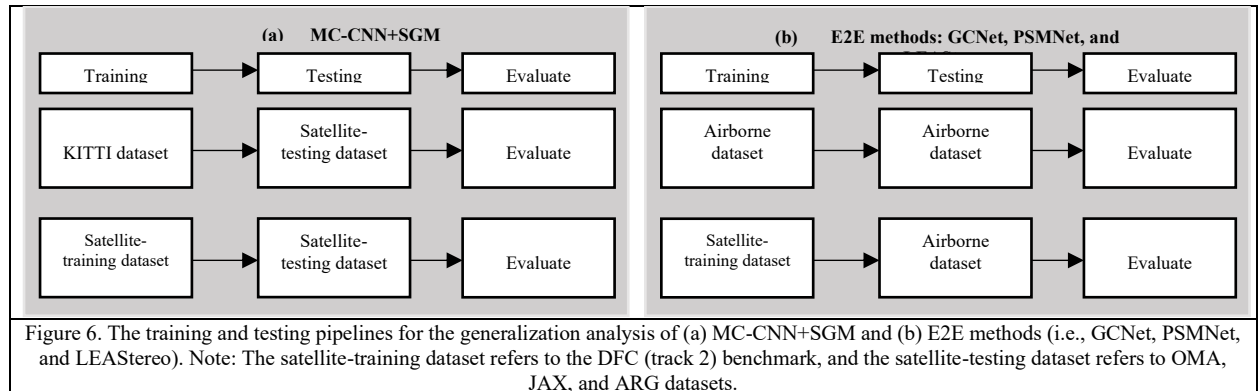 (a) MC-CNN+SGM
Training
Testing
Evaluate
KITTI dataset
Satellite-
testing dataset
Evaluate
Satellite-
training dataset
Satellite-
testing dataset
Evaluate
(b) E2E methods: GCNet, PSMNet, and
Training
Testing
Evaluate
Airborne
dataset
Airborne
dataset
Evaluate
Satellite-
training dataset
Airborne
dataset
Evaluate
Figure 6. The training and testing pipelines for the generalization analysis of (a) MC-CNN+SGM and (b) E2E methods (i.e., GCNet, PSMNet,
and LEAStereo). Note: The satellite-training dataset refers to the DFC (track 2) benchmark, and the satellite-testing dataset refers to OMA,
JAX, and ARG datasets.